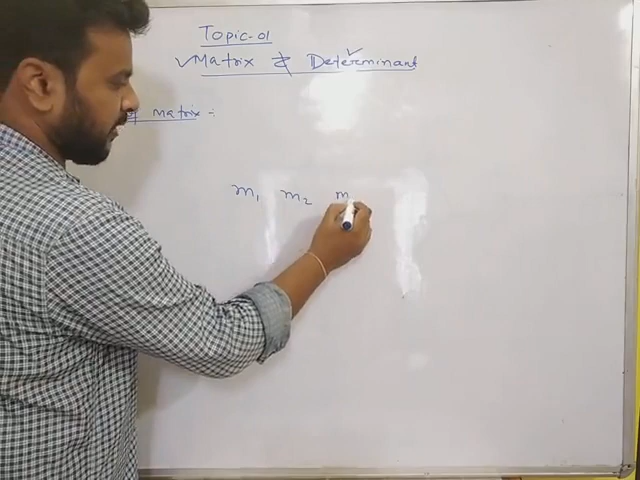 Topic-01
✓Matrix & Determinant
# matrix :-
m₁ m₂ m